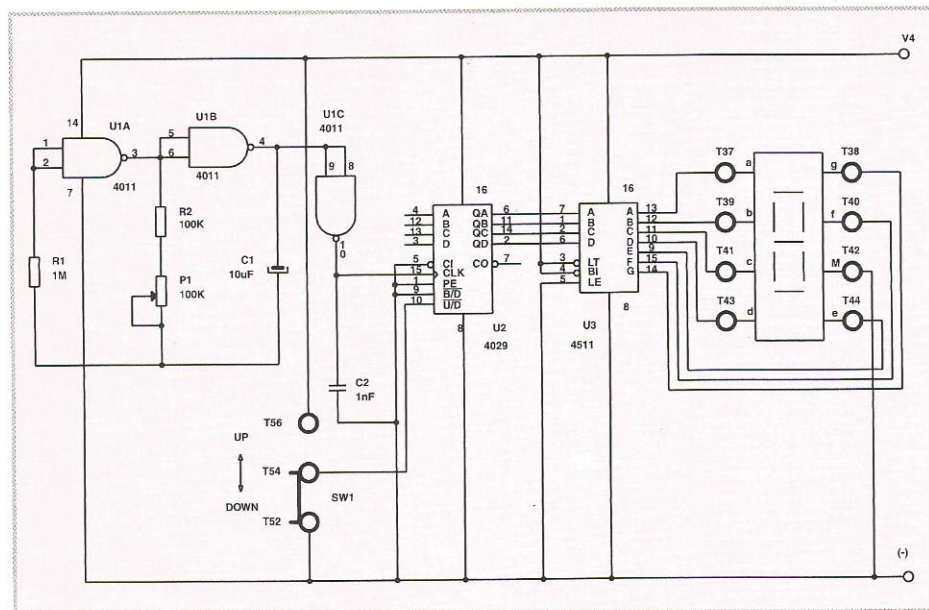 V4
14
U1A
U1B
U1C
4011
1
2
3
5
6
4
9 8
4011
4011
7
10
R2
100K
R1
1M
P1
100K
C1
10uF
C2
1nF
16
4 A QA 6
12 B QB 11
13 C QC 14
3 D QD 2
5 CI CO 7
15 CLK
1 PE
9 B/D
10 U/D
8 U2
4029
16
7 A A 13
1 B B 12
2 C C 11
6 D D 10
E 9
3 LT F 15
4 BI G 14
5 LE
8
U3
4511
T37 a g T38
T39 b f T40
T41 c M T42
T43 d e T44
T56
UP
T54
SW1
DOWN
T52
(-)